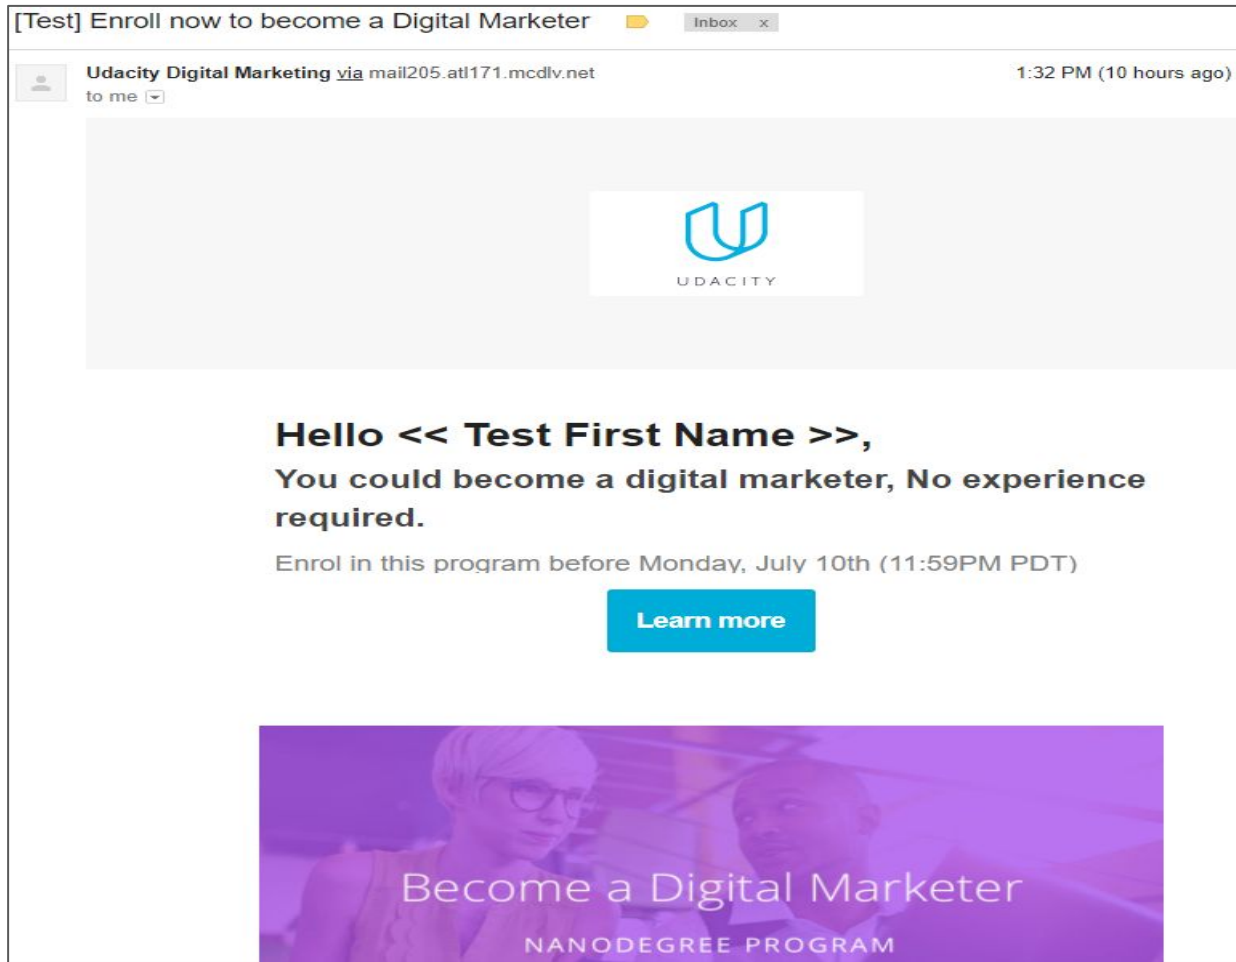 [Test] Enroll now to become a Digital Marketer Inbox x
Udacity Digital Marketing via mail205.atl171.mcdlv.net 1:32 PM (10 hours ago)
to me
UDACITY
Hello << Test First Name >>,
You could become a digital marketer, No experience
required.
Enrol in this program before Monday, July 10th (11:59PM PDT)
Learn more
Become a Digital Marketer
NANODEGREE PROGRAM